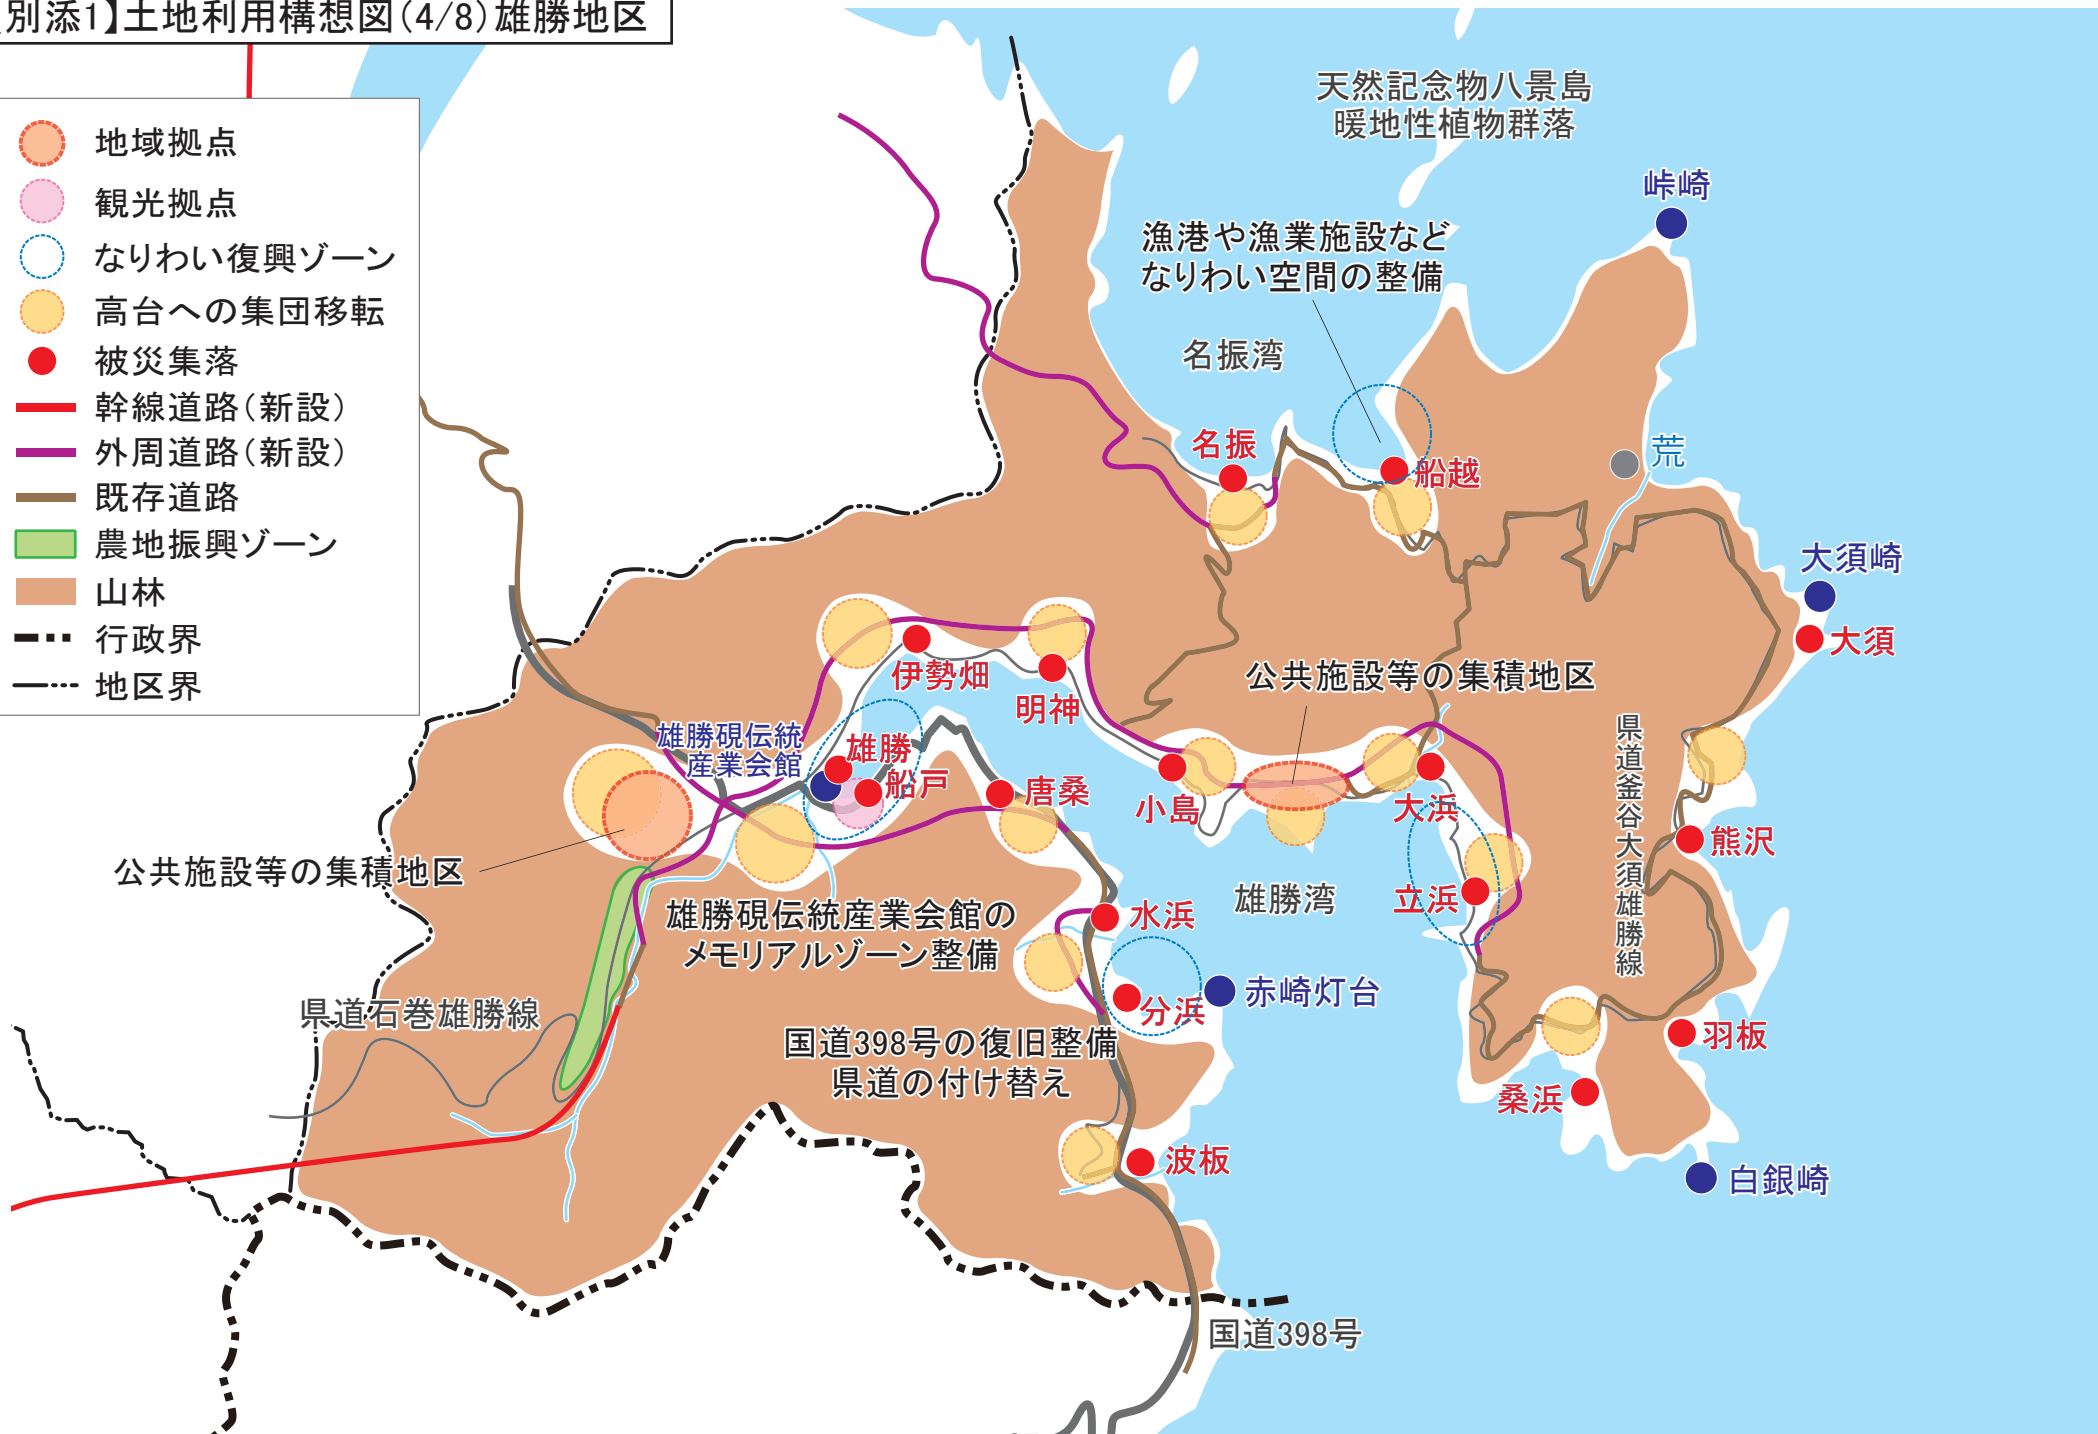 別添1】土地利用構想図(4/8)雄勝地区
地域拠点
観光拠点
なりわい復興ゾーン
高台への集団移転
被災集落
幹線道路(新設)
外周道路(新設)
既存道路
農地振興ゾーン
山林
行政界
地区界
天然記念物八景島
暖地性植物群落
峠崎
漁港や漁業施設など
なりわい空間の整備
名振湾
名振
船越
荒
大須崎
大須
伊勢畑
明神
公共施設等の集積地区
雄勝硯伝統
産業会館
雄勝
船戸
唐桑
小島
大浜
県道釜谷大須雄勝線
熊沢
公共施設等の集積地区
雄勝硯伝統産業会館の
メモリアルゾーン整備
水浜
雄勝湾
立浜
赤崎灯台
分浜
県道石巻雄勝線
国道398号の復旧整備
県道の付け替え
羽板
桑浜
波板
白銀崎
国道398号